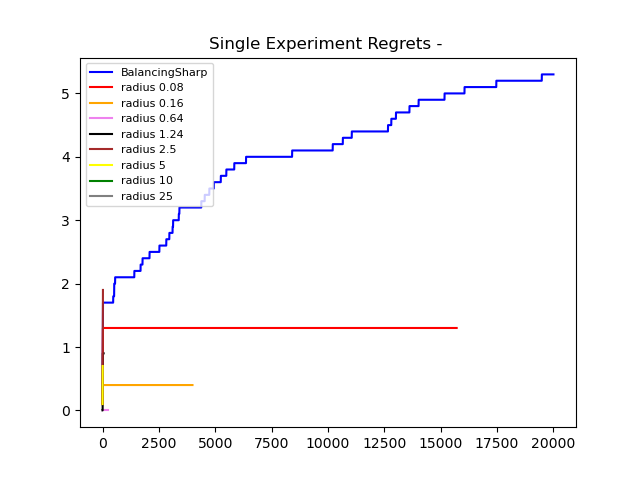 Single Experiment Regrets -
BalancingSharp
radius 0.08
radius 0.16
radius 0.64
radius 1.24
radius 2.5
radius 5
radius 10
radius 25
5
4
3
2
1
0
0 2500 5000 7500 10000 12500 15000 17500 20000